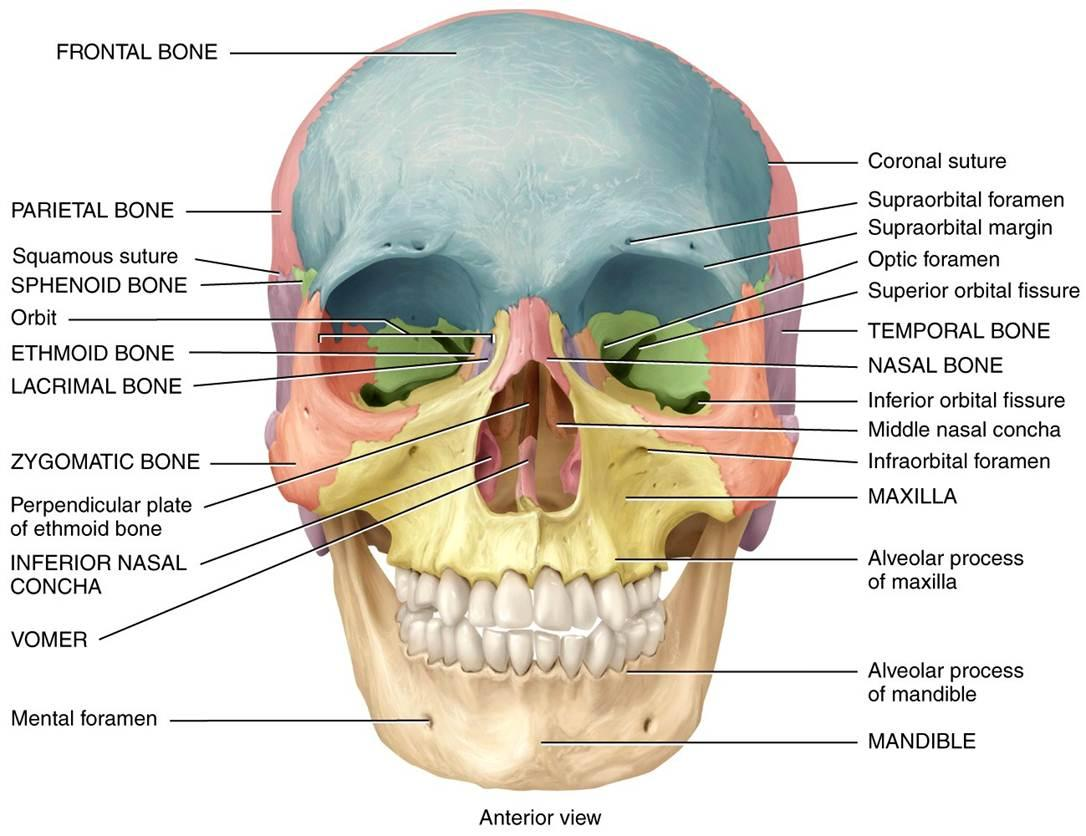 FRONTAL BONE
PARIETAL BONE
Squamous suture
SPHENOID BONE
Orbit
ETHMOID BONE
LACRIMAL BONE
ZYGOMATIC BONE
Perpendicular plate
of ethmoid bone
INFERIOR NASAL
CONCHA
VOMER
Mental foramen
Coronal suture
Supraorbital foramen
Supraorbital margin
Optic foramen
Superior orbital fissure
TEMPORAL BONE
NASAL BONE
Inferior orbital fissure
Middle nasal concha
Infraorbital foramen
MAXILLA
Alveolar process
of maxilla
Alveolar process
of mandible
MANDIBLE
Anterior view